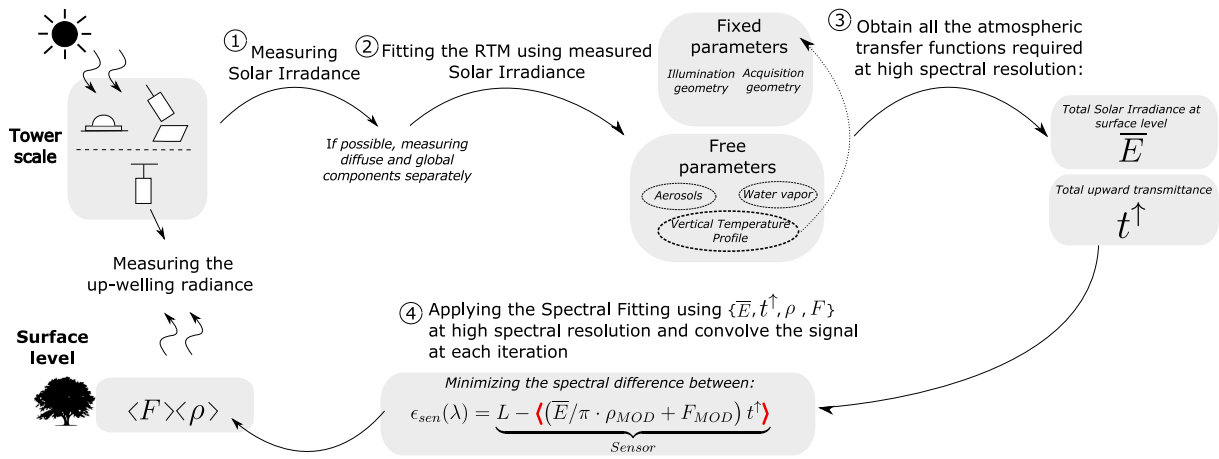 ① Measuring
Solar Irradance
② Fitting the RTM using measured
Solar Irradiance
If possible, measuring
diffuse and global
components separately
Fixed
parameters
Illumination
geometry
Acquisition
geometry
Free
parameters
Aerosols
Water vapor
Vertical Temperature
Profile
③ Obtain all the atmospheric
transfer functions required
at high spectral resolution:
Total Solar Irradiance at
surface level
E̅
Total upward transmittance
t↑
Tower
scale
Measuring the
up-welling radiance
Surface
level
⟨F⟩⟨ρ⟩
④ Applying the Spectral Fitting using {E̅, t↑, ρ , F}
at high spectral resolution and convolve the signal
at each iteration
Minimizing the spectral difference between:
ϵsen(λ) = L − ⟨(E̅/π · ρMOD + FMOD) t↑⟩
Sensor